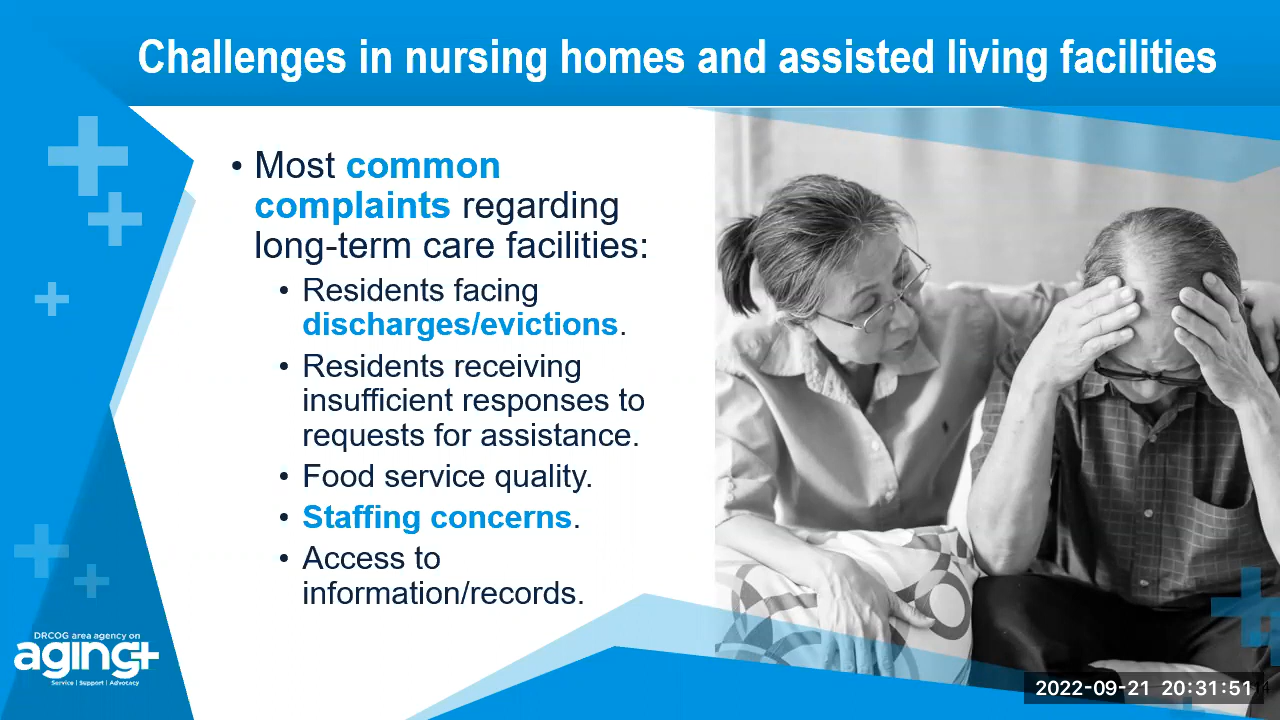 Challenges in nursing homes and assisted living facilities
• Most common
complaints regarding
long-term care facilities:
• Residents facing
discharges/evictions.
• Residents receiving
insufficient responses to
requests for assistance.
• Food service quality.
• Staffing concerns.
• Access to
information/records.
DRCOG area agency on
aging+
Service | Support | Advocacy
2022-09-21 20:31:51